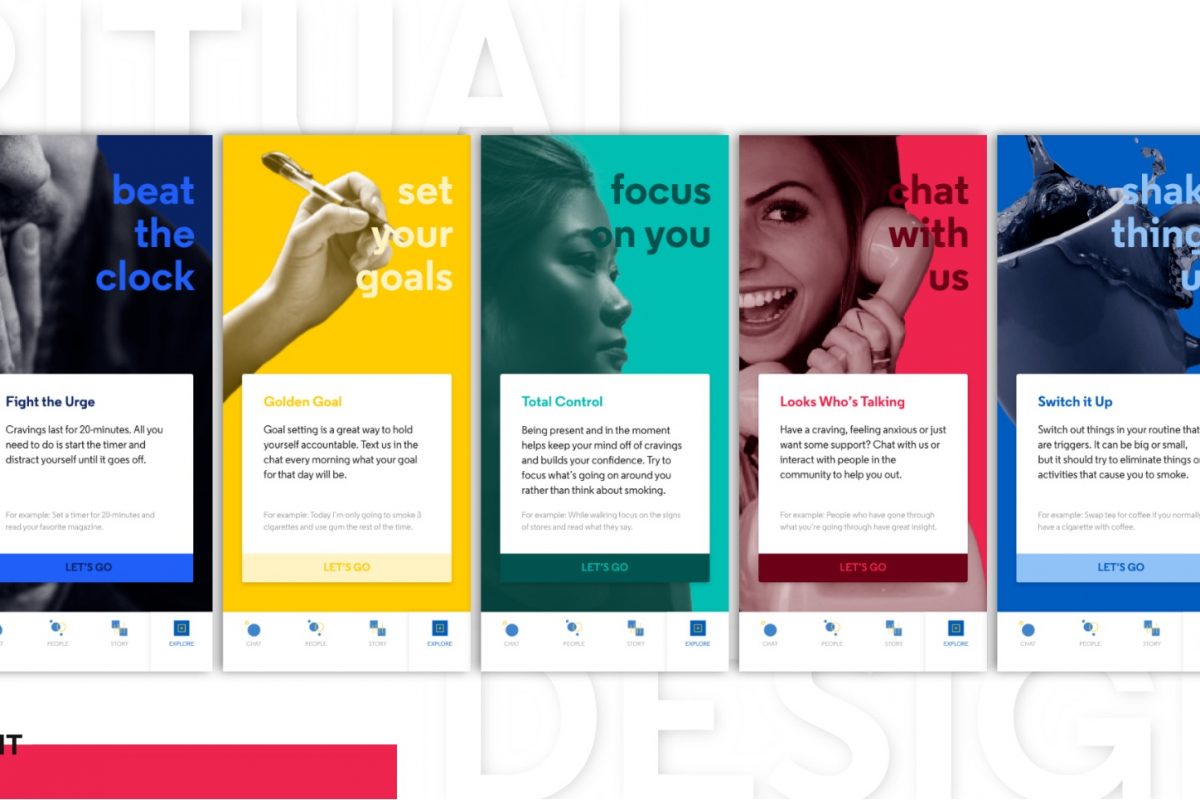 RITUAL
beat
the
clock
Fight the Urge
Cravings last for 20-minutes. All you
need to do is start the timer and
distract yourself until it goes off.
For example: Set a timer for 20-minutes and
read your favorite magazine.
LET'S GO
PEOPLE
STORY
EXPLORE
set
your
goals
Golden Goal
Goal setting is a great way to hold
yourself accountable. Text us in the
chat every morning what your goal
for that day will be.
For example: Today I'm only going to smoke 3
cigarettes and use gum the rest of the time.
LET'S GO
CHAT
PEOPLE
STORY
EXPLORE
focus
on you
Total Control
Being present and in the moment
helps keep your mind off of cravings
and builds your confidence. Try to
focus what's going on around you
rather than think about smoking.
For example: While walking focus on the signs
of stores and read what they say.
LET'S GO
CHAT
PEOPLE
STORY
EXPLORE
chat
with
us
Looks Who's Talking
Have a craving, feeling anxious or just
want some support? Chat with us or
interact with people in the
community to help you out.
For example: People who have gone through
what you're going through have great insight.
LET'S GO
CHAT
PEOPLE
STORY
EXPLORE
shak
thing
u
Switch it Up
Switch out things in your routine that
are triggers. It can be big or small,
but it should try to eliminate things o
activities that cause you to smoke.
For example: Swap tea for coffee if you normally
have a cigarette with coffee.
LET'S GO
CHAT
PEOPLE
STORY
DESIG
IT